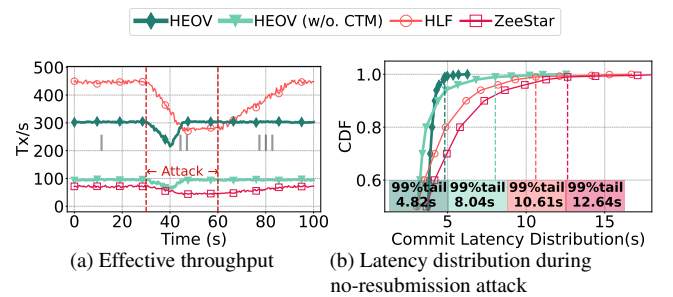 HEOV HEOV (w/o. CTM) HLF ZeeStar
500
400
300
200
100
0
Tx/s
I II III
← Attack →
0 20 40 60 80 100
Time (s)
(a) Effective throughput
1.0
0.8
0.6
CDF
99%tail 99%tail 99%tail 99%tail
4.82s 8.04s 10.61s 12.64s
5 10 15
Commit Latency Distribution(s)
(b) Latency distribution during
no-resubmission attack